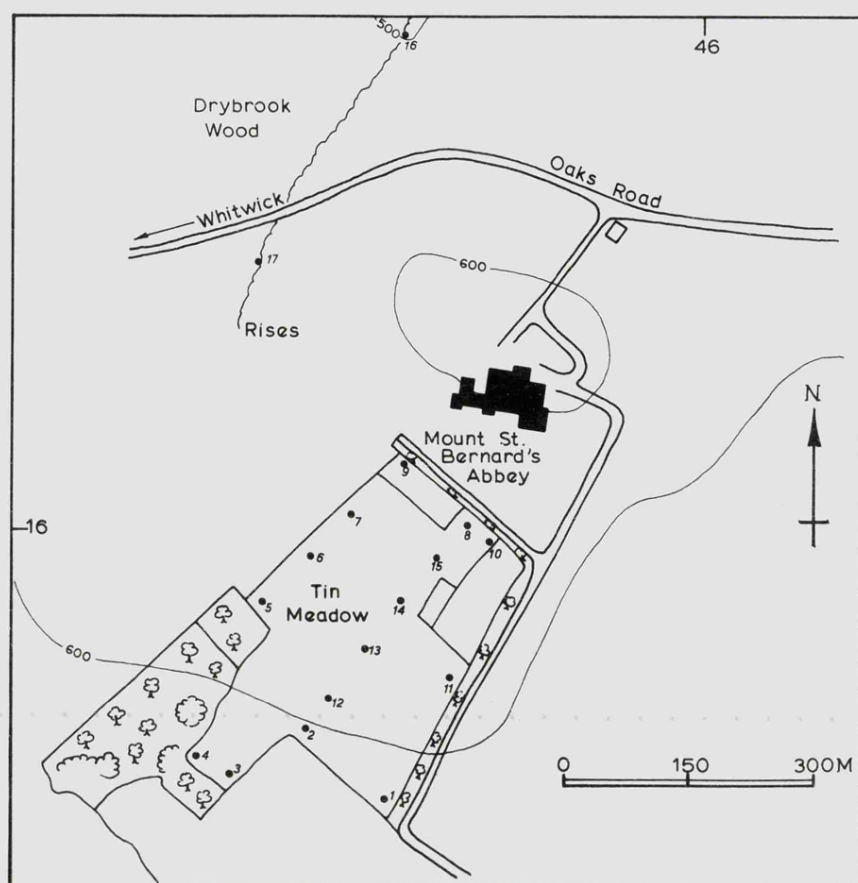 46
500
16
Drybrook
Wood
Oaks Road
Whitwick
17
600
Rises
N
Mount St.
Bernard's
Abbey
9
7
8
16
10
6
15
Tin
Meadow
5
14
13
600
11
12
2
4
3
1
0 150 300M